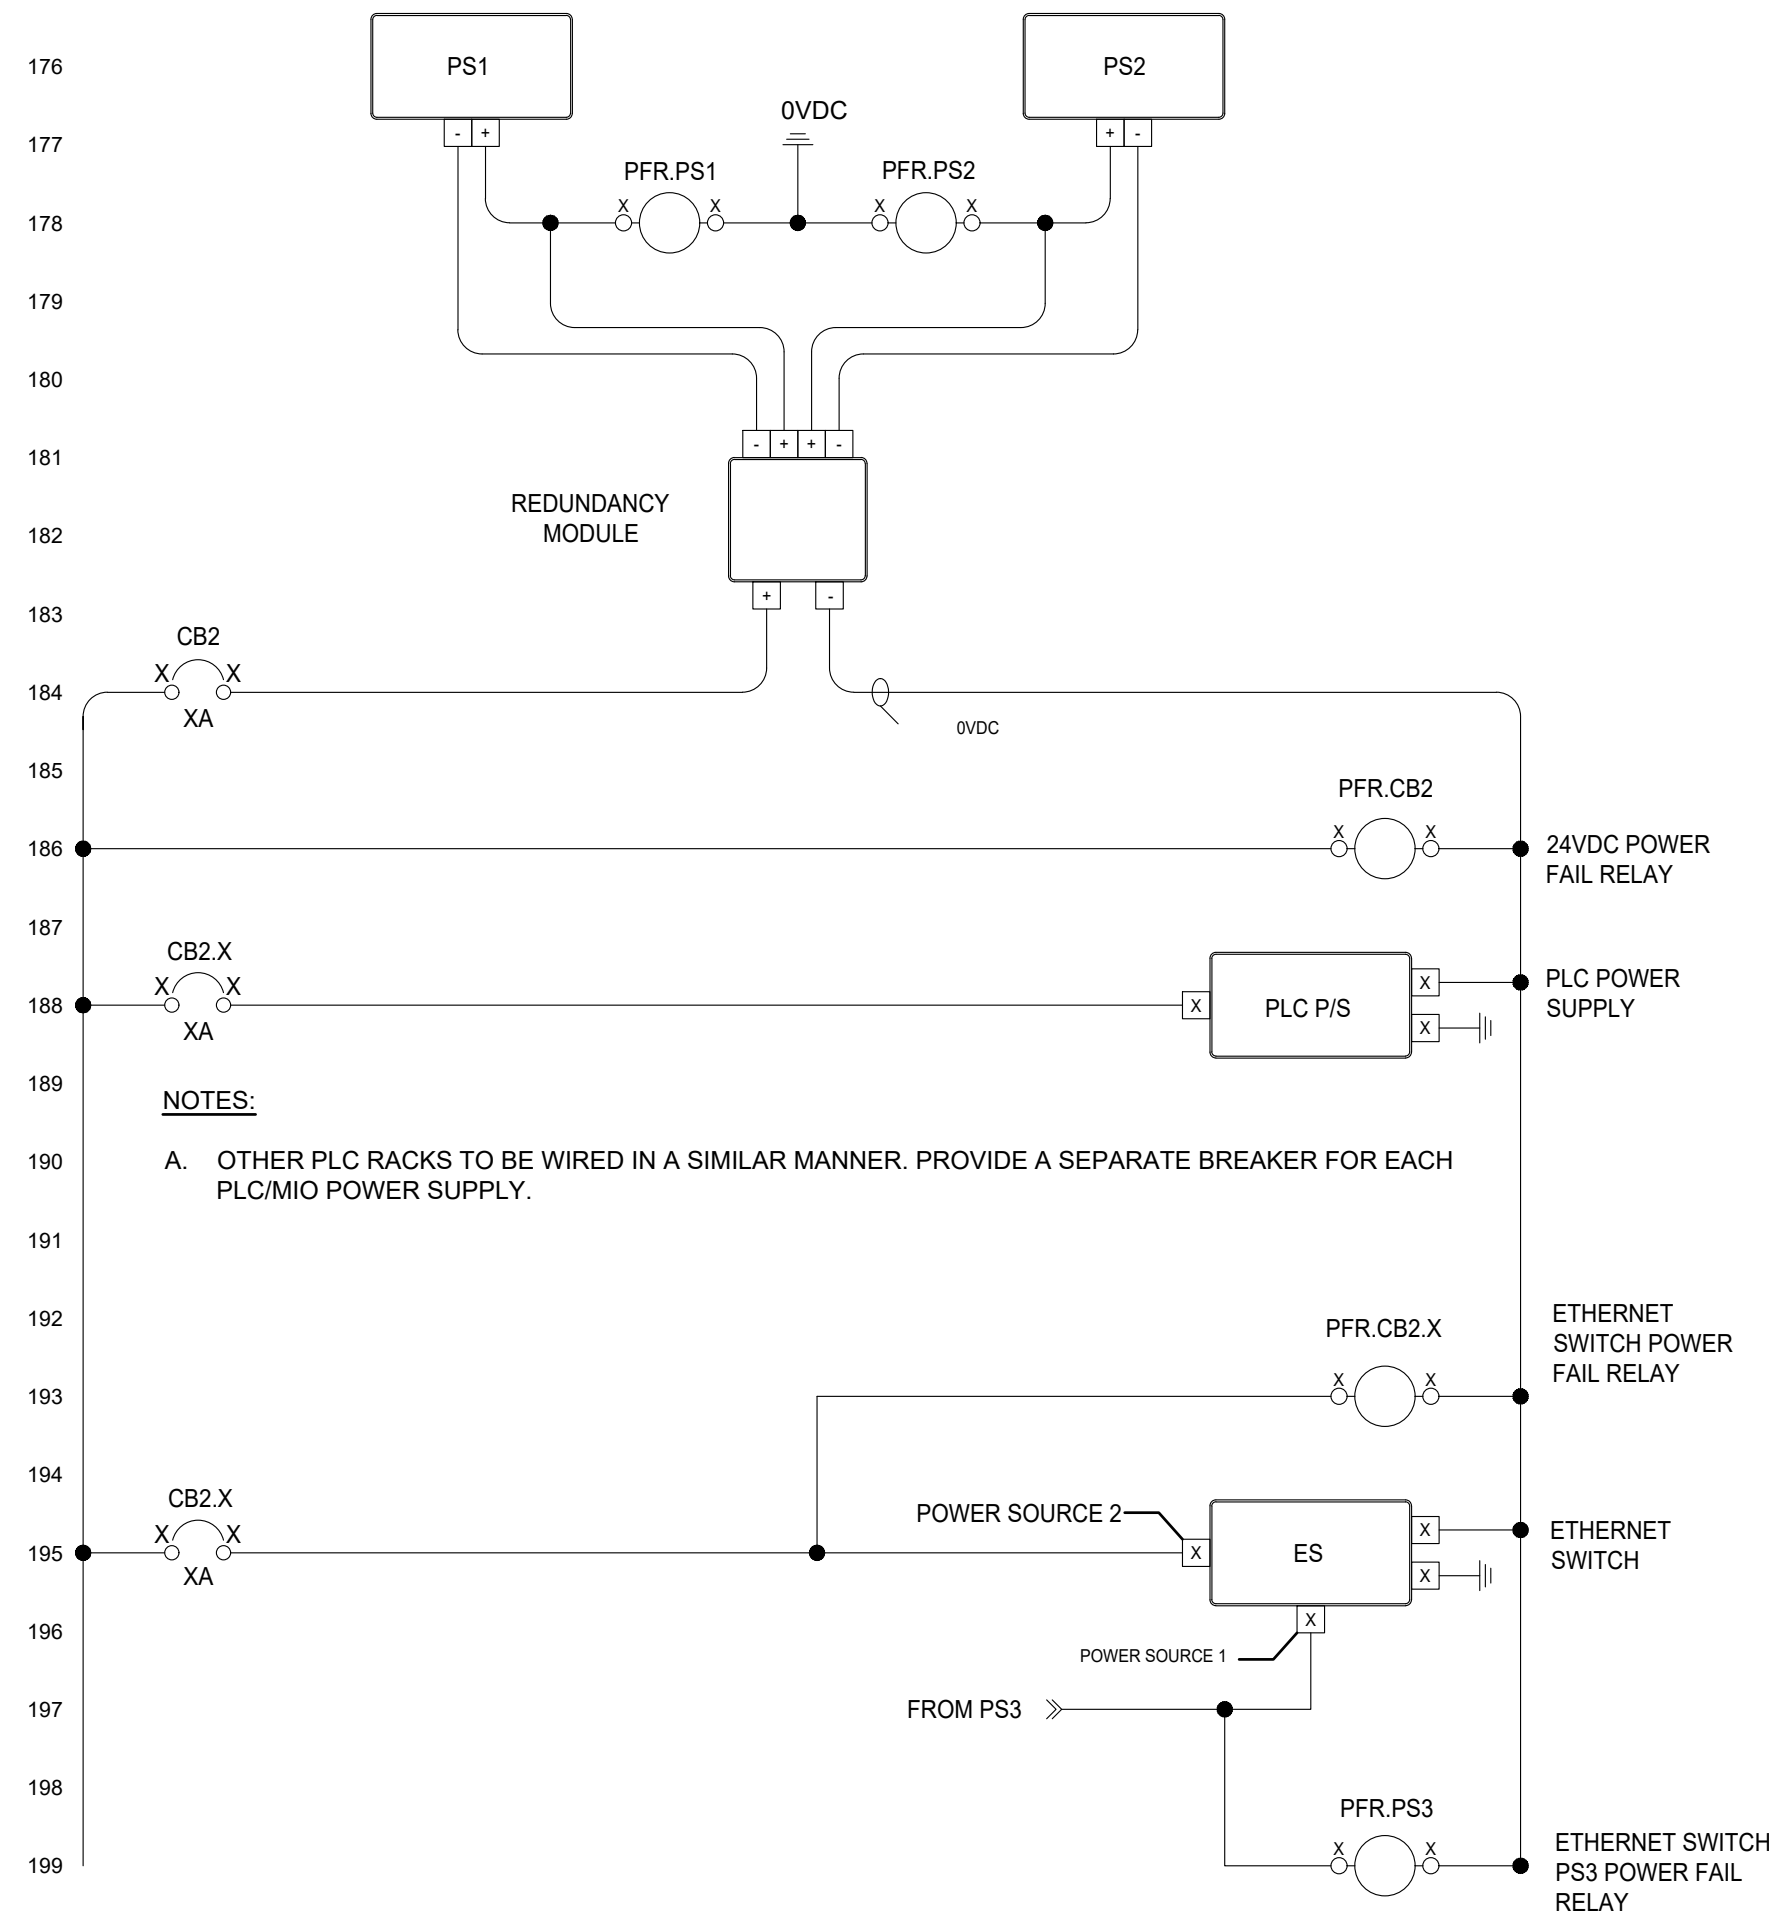 176
PS1
PS2
0VDC
177
- +
+ -
PFR.PS1
PFR.PS2
178
X X
X X
179
180
181
- + + -
REDUNDANCY
MODULE
182
+ -
183
CB2
X X
184
XA
0VDC
185
PFR.CB2
186
X X
24VDC POWER
FAIL RELAY
187
CB2.X
X X
188
XA
X
PLC P/S
X
X
PLC POWER
SUPPLY
189
NOTES:
190
A. OTHER PLC RACKS TO BE WIRED IN A SIMILAR MANNER. PROVIDE A SEPARATE BREAKER FOR EACH
PLC/MIO POWER SUPPLY.
191
192
PFR.CB2.X
ETHERNET
SWITCH POWER
FAIL RELAY
193
X X
194
CB2.X
X X
195
XA
POWER SOURCE 2
X
ES
X
X
ETHERNET
SWITCH
196
X
POWER SOURCE 1
197
FROM PS3
198
PFR.PS3
199
X X
ETHERNET SWITCH
PS3 POWER FAIL
RELAY